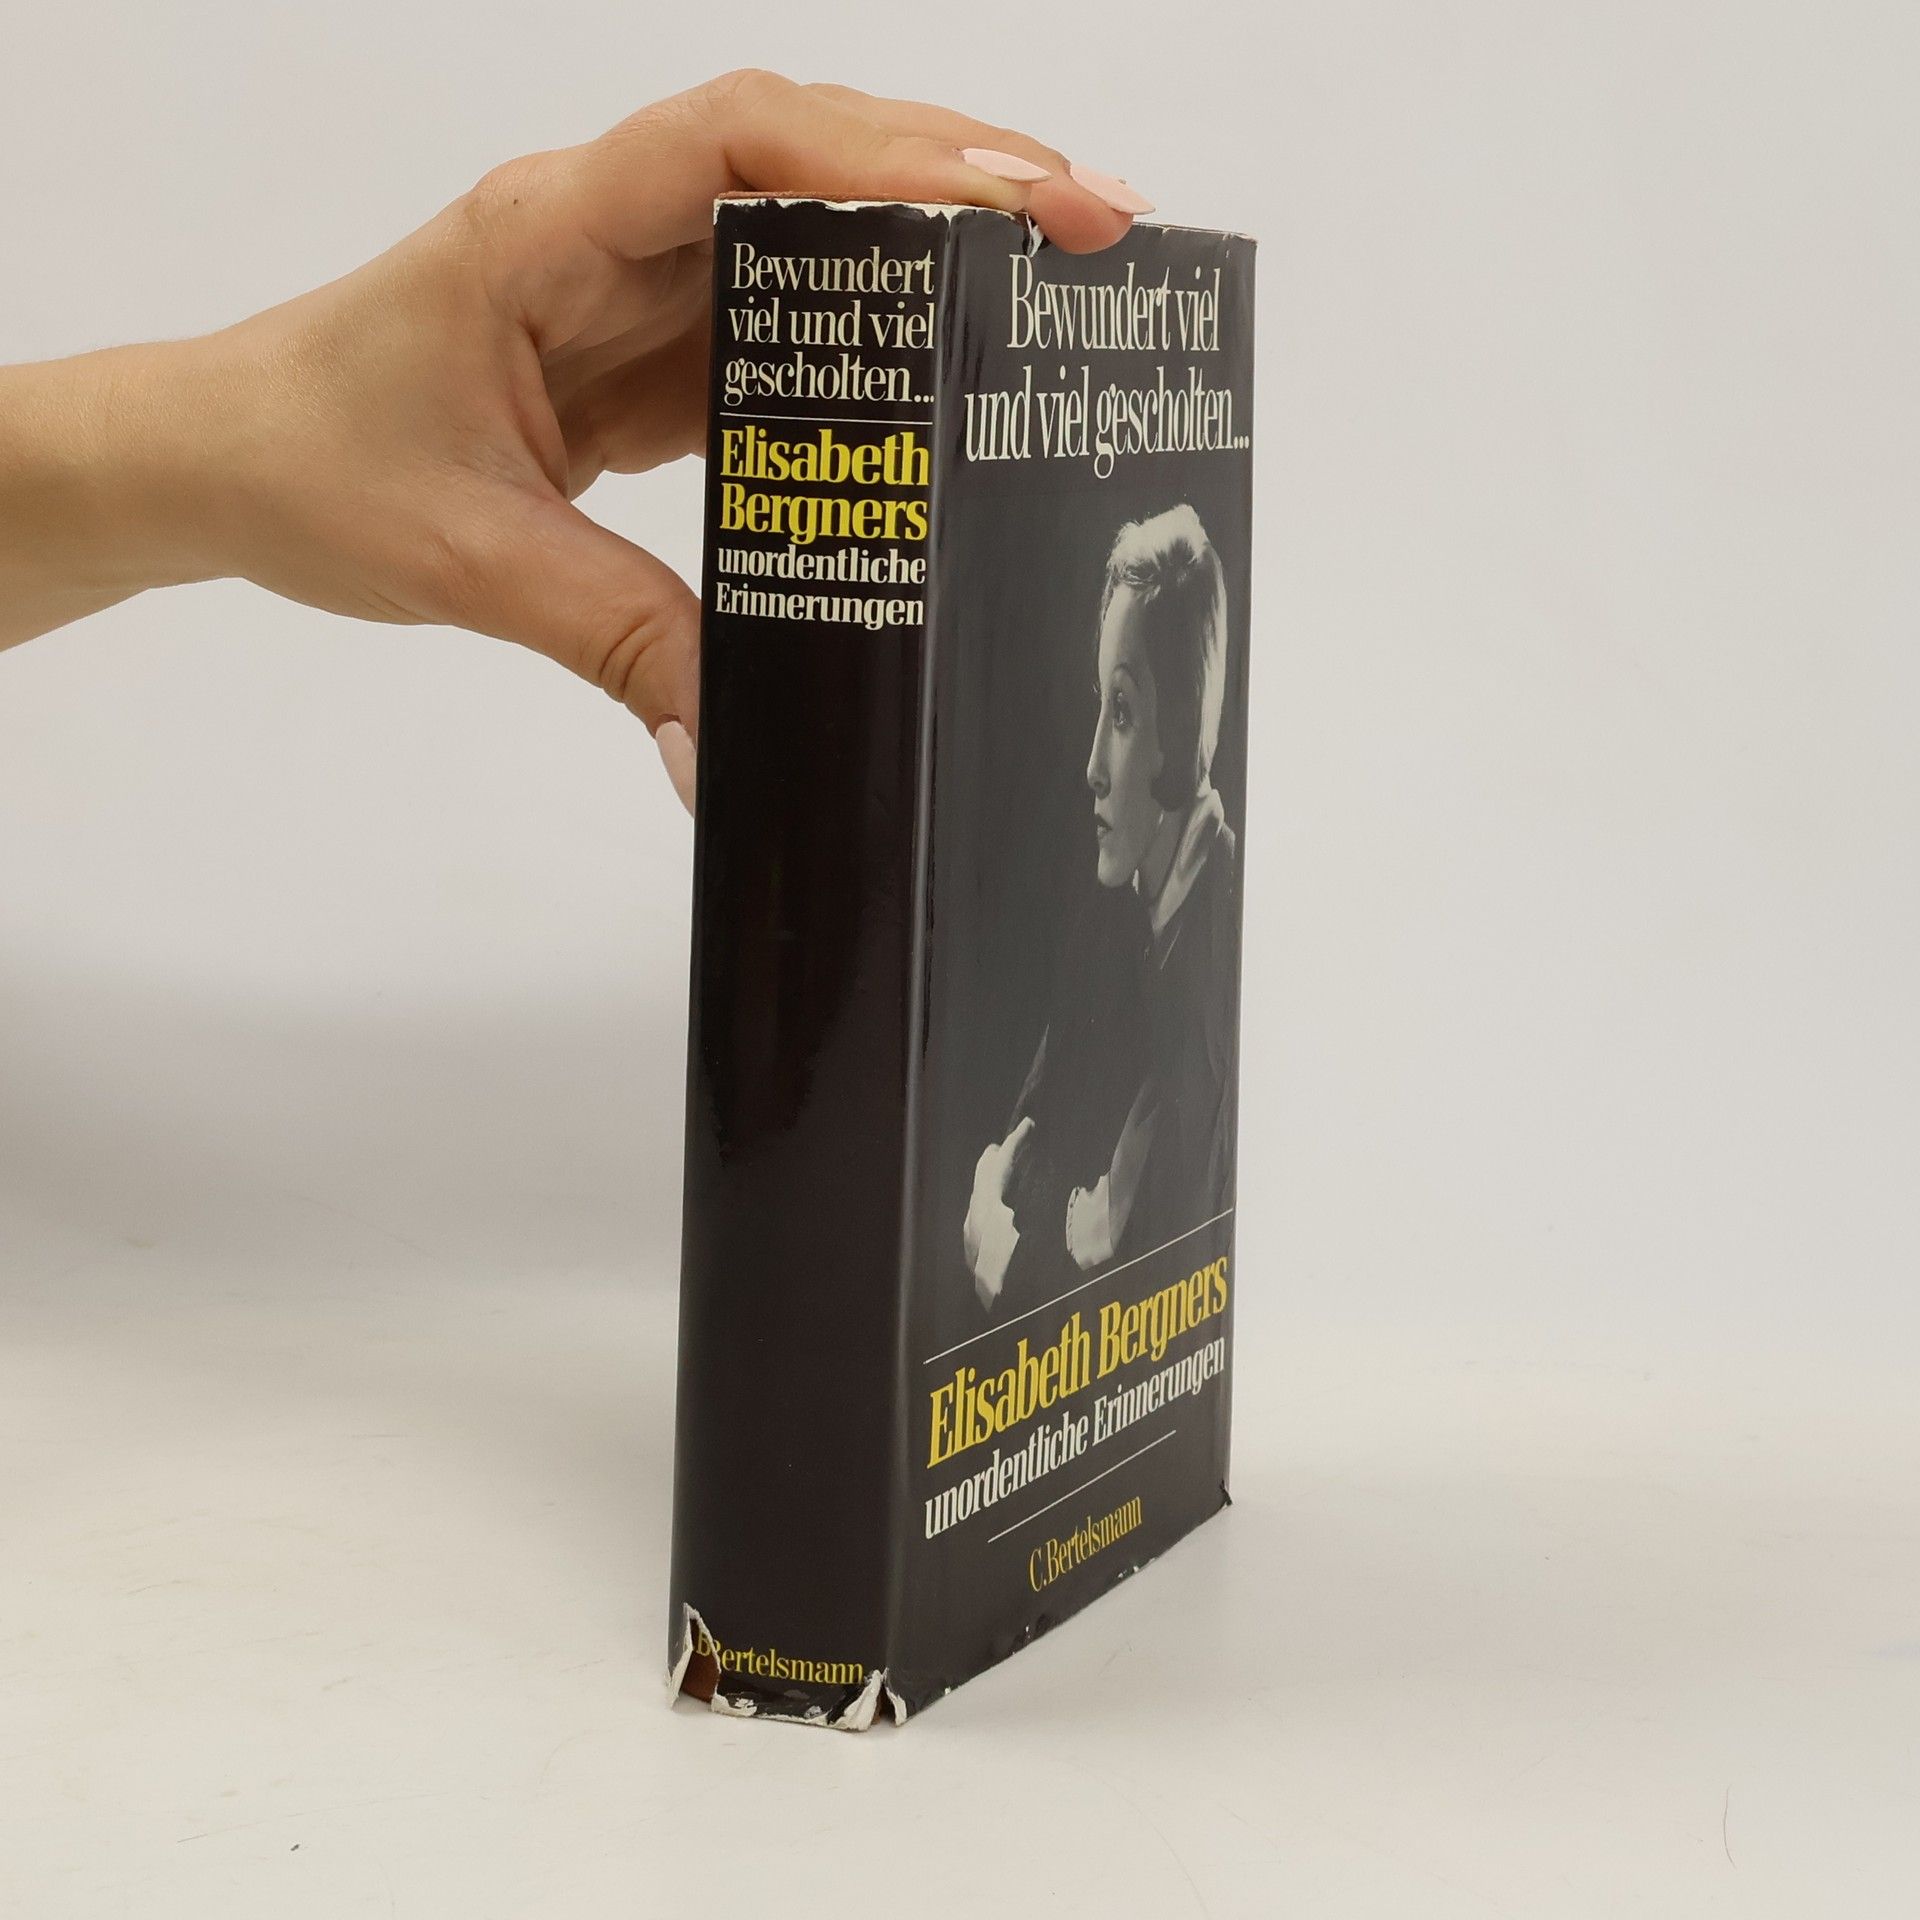 Bewundert
viel und viel
gescholten...
Elisabeth
Bergners
unordentliche
Erinnerungen
Bertelsmann
Bewundert viel
und viel gescholten...
Elisabeth Bergners
unordentliche Erinnerungen
C. Bertelsmann